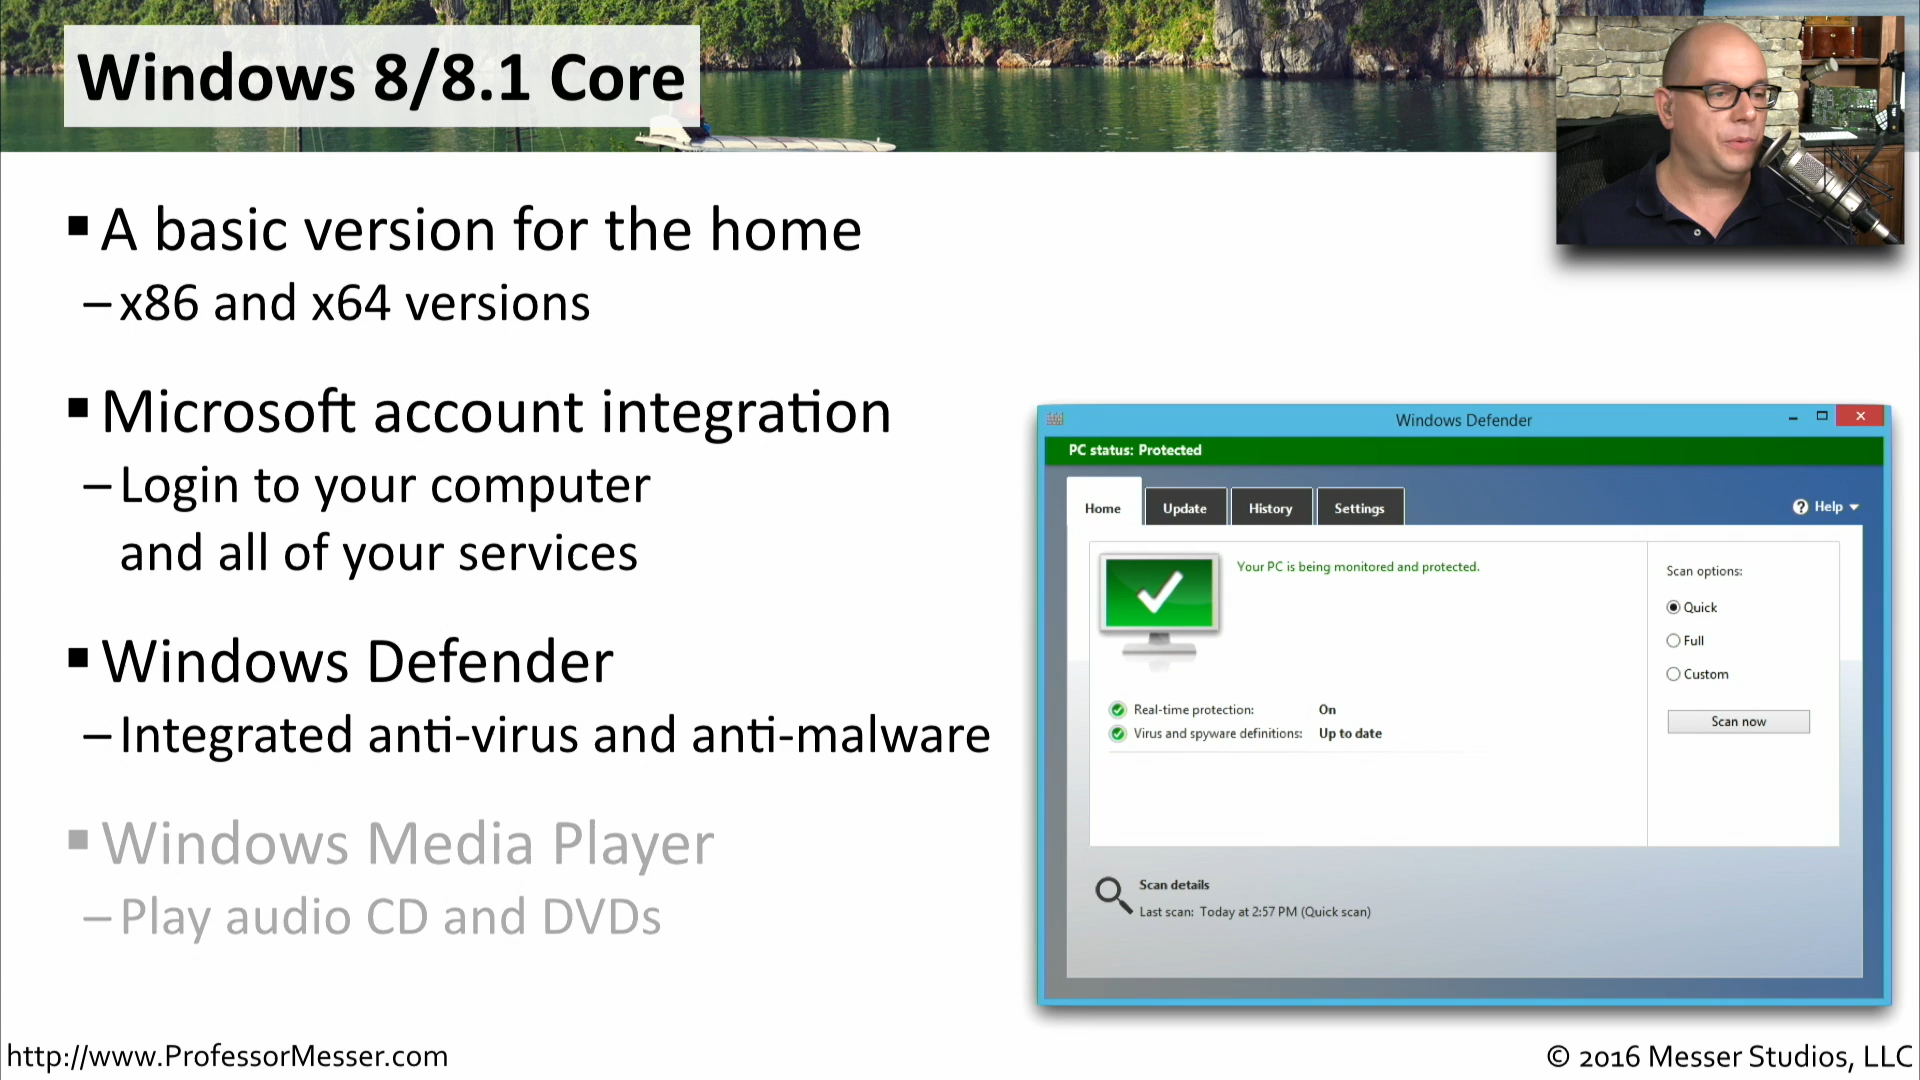 Windows 8/8.1 Core
▪ A basic version for the home
– x86 and x64 versions
▪ Microsoft account integration
– Login to your computer
and all of your services
▪ Windows Defender
– Integrated anti-virus and anti-malware
▪ Windows Media Player
– Play audio CD and DVDs
Windows Defender
PC status: Protected
Home Update History Settings Help
Your PC is being monitored and protected.
Scan options:
Quick
Full
Custom
Scan now
Real-time protection: On
Virus and spyware definitions: Up to date
Scan details
Last scan: Today at 2:57 PM (Quick scan)
http://www.ProfessorMesser.com
© 2016 Messer Studios, LLC